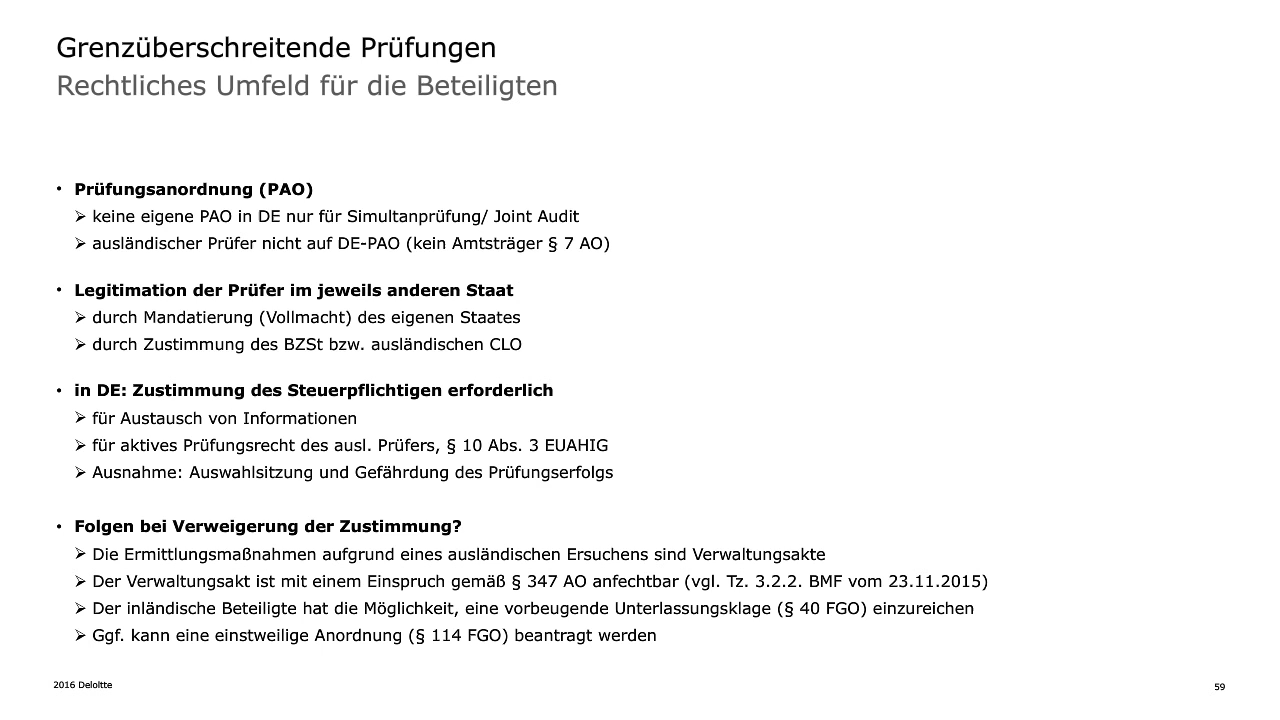 Grenzüberschreitende Prüfungen
Rechtliches Umfeld für die Beteiligten
• Prüfungsanordnung (PAO)
➢ keine eigene PAO in DE nur für Simultanprüfung/ Joint Audit
➢ ausländischer Prüfer nicht auf DE-PAO (kein Amtsträger § 7 AO)
• Legitimation der Prüfer im jeweils anderen Staat
➢ durch Mandatierung (Vollmacht) des eigenen Staates
➢ durch Zustimmung des BZSt bzw. ausländischen CLO
• in DE: Zustimmung des Steuerpflichtigen erforderlich
➢ für Austausch von Informationen
➢ für aktives Prüfungsrecht des ausl. Prüfers, § 10 Abs. 3 EUAHIG
➢ Ausnahme: Auswahlsitzung und Gefährdung des Prüfungserfolgs
• Folgen bei Verweigerung der Zustimmung?
➢ Die Ermittlungsmaßnahmen aufgrund eines ausländischen Ersuchens sind Verwaltungsakte
➢ Der Verwaltungsakt ist mit einem Einspruch gemäß § 347 AO anfechtbar (vgl. Tz. 3.2.2. BMF vom 23.11.2015)
➢ Der inländische Beteiligte hat die Möglichkeit, eine vorbeugende Unterlassungsklage (§ 40 FGO) einzureichen
➢ Ggf. kann eine einstweilige Anordnung (§ 114 FGO) beantragt werden
2016 Deloitte
59